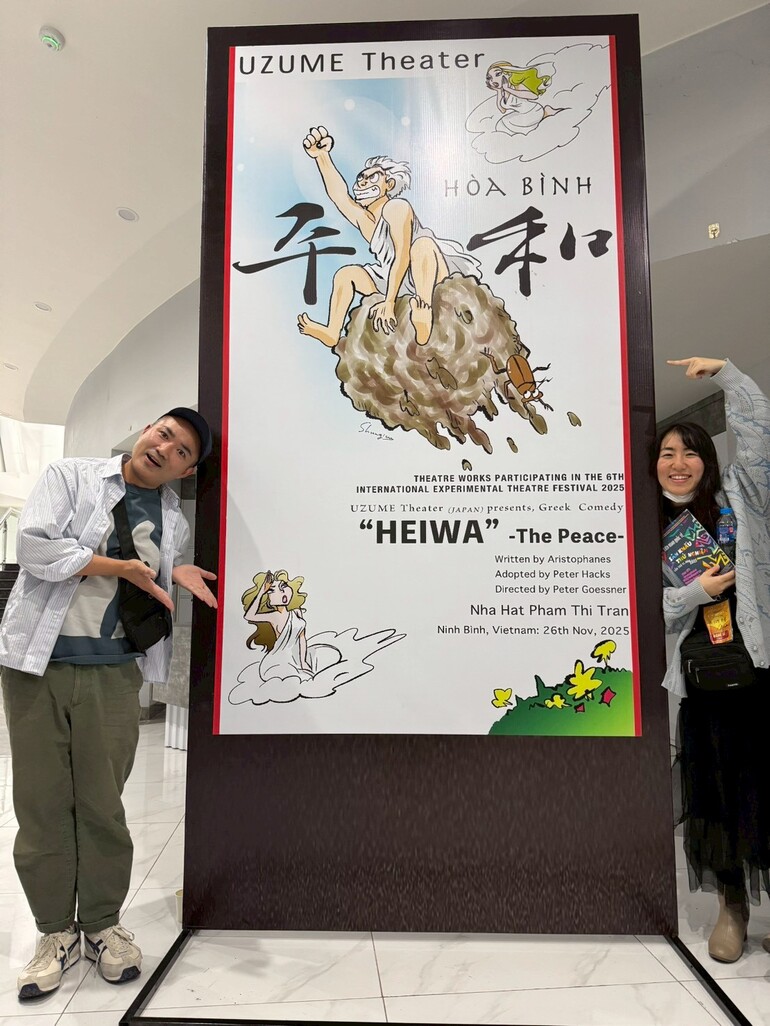 UZUME Theater
HÒA BÌNH
平和
THEATRE WORKS PARTICIPATING IN THE 6TH
INTERNATIONAL EXPERIMENTAL THEATRE FESTIVAL 2025
UZUME Theater (JAPAN) presents, Greek Comedy
“HEIWA” -The Peace-
Written by Aristophanes
Adopted by Peter Hacks
Directed by Peter Goessner
Nha Hat Pham Thi Tran
Ninh Bình, Vietnam: 26th Nov, 2025